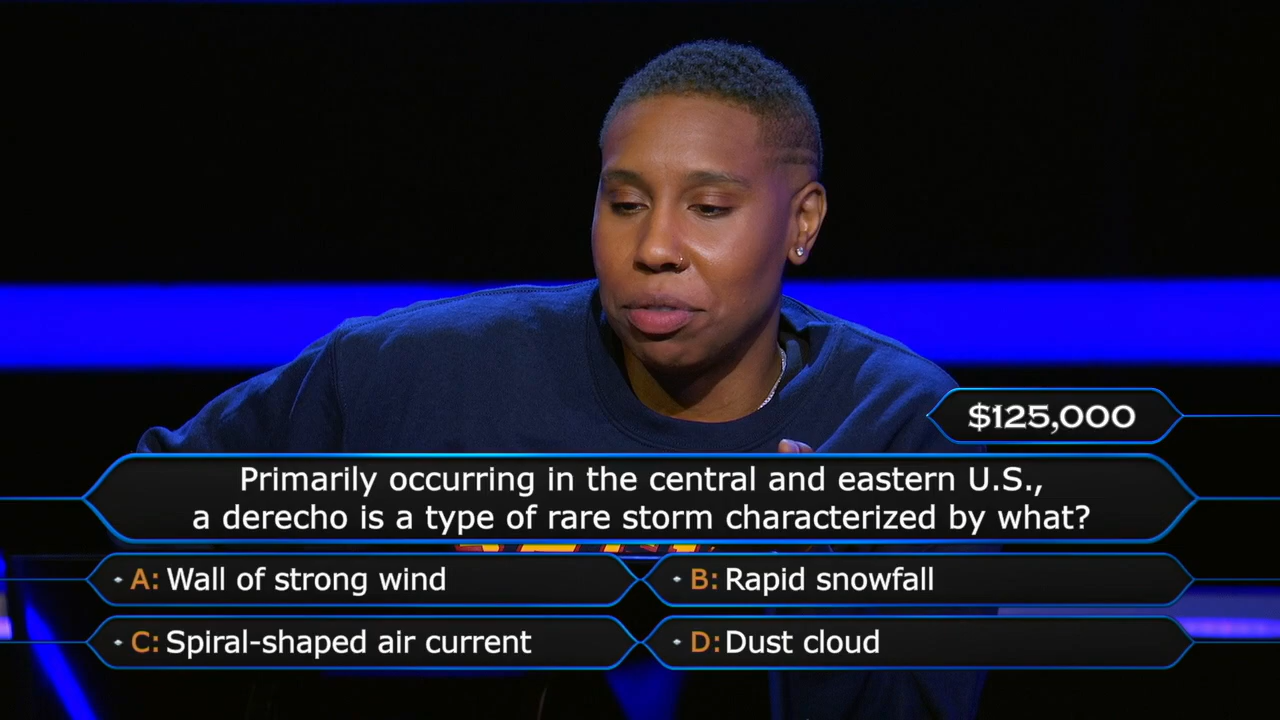 $125,000
Primarily occurring in the central and eastern U.S.,
a derecho is a type of rare storm characterized by what?
A: Wall of strong wind
B: Rapid snowfall
C: Spiral-shaped air current
D: Dust cloud